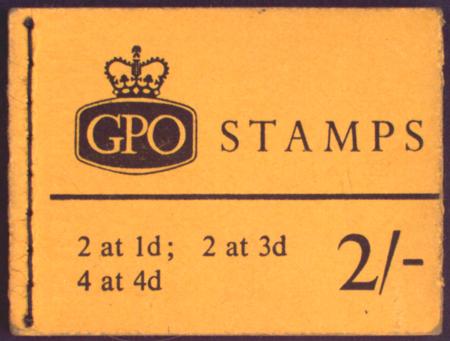 GPO STAMPS
2 at 1d; 2 at 3d
4 at 4d
2/-